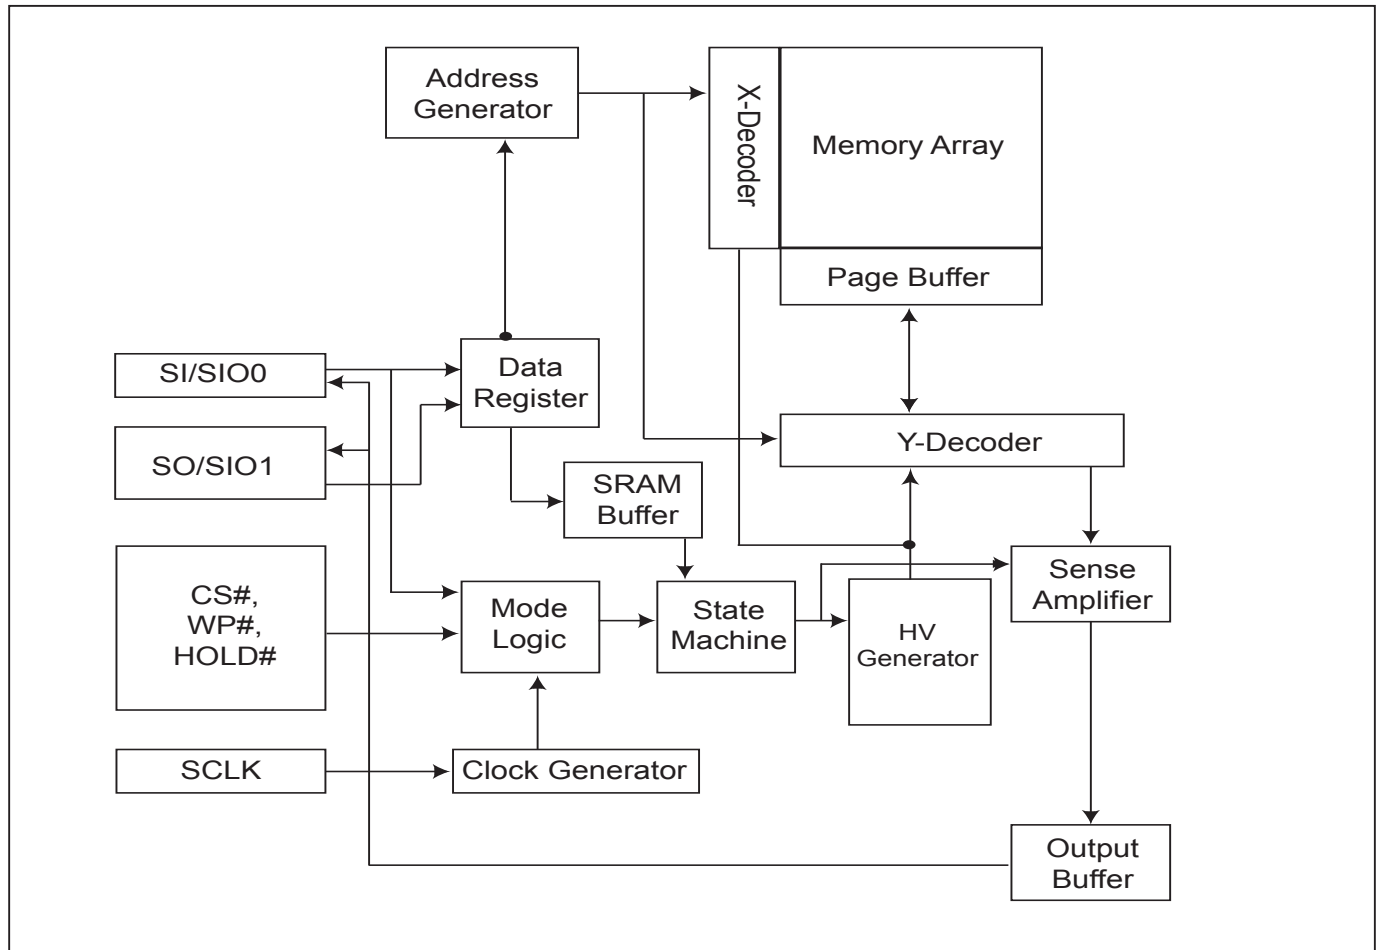 Address
Generator
X-Decoder
Memory Array
Page Buffer
SI/SIO0
Data
Register
SO/SIO1
Y-Decoder
SRAM
Buffer
CS#,
WP#,
HOLD#
Mode
Logic
State
Machine
HV
Generator
Sense
Amplifier
SCLK
Clock Generator
Output
Buffer